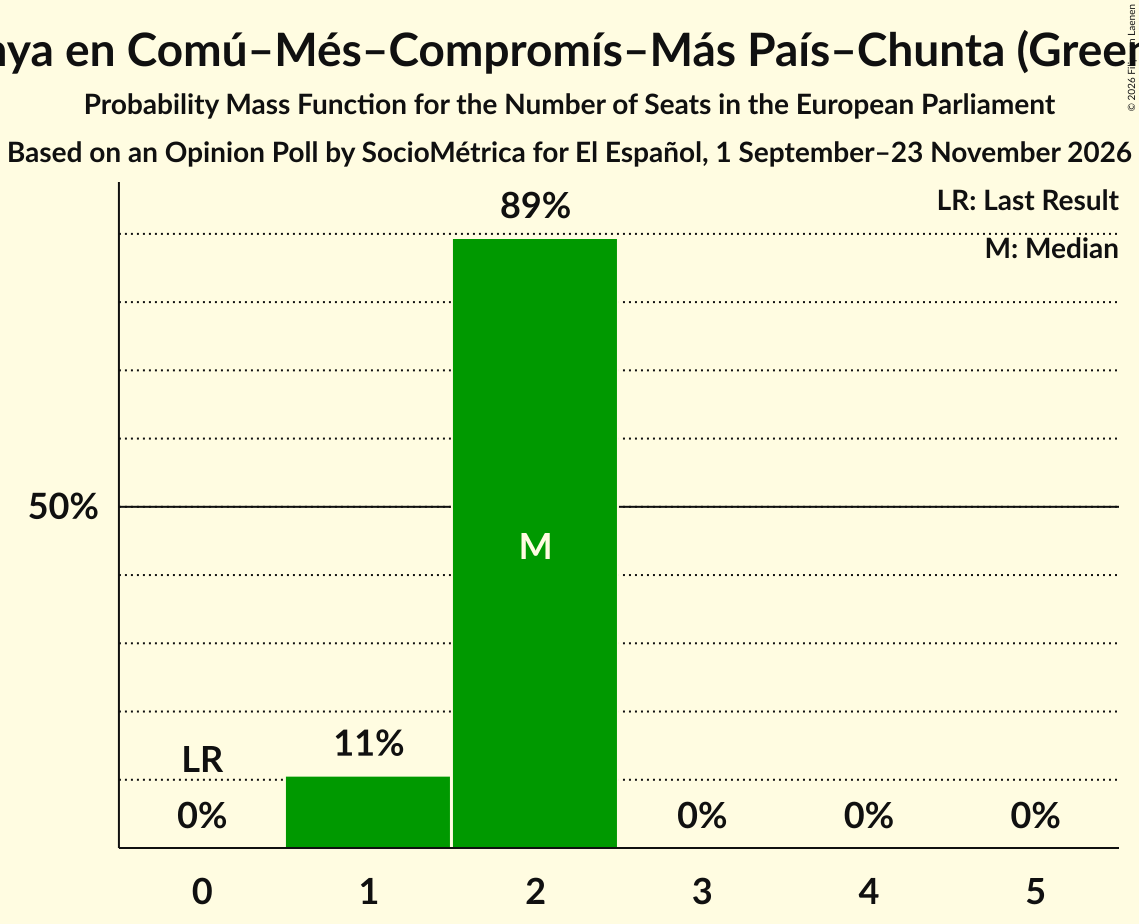 en Comú–Més–Compromís–Más País–Chunta
Probability Mass Function for the Number of Seats in the European Parliament
Based on an Opinion Poll by SocioMétrica for El Español, 1 September–23 November 2026
© 2026 Laenen
LR: Last Result
M: Median
89%
50%
M
LR
11%
0%
0%
0%
0%
0
1
2
3
4
5